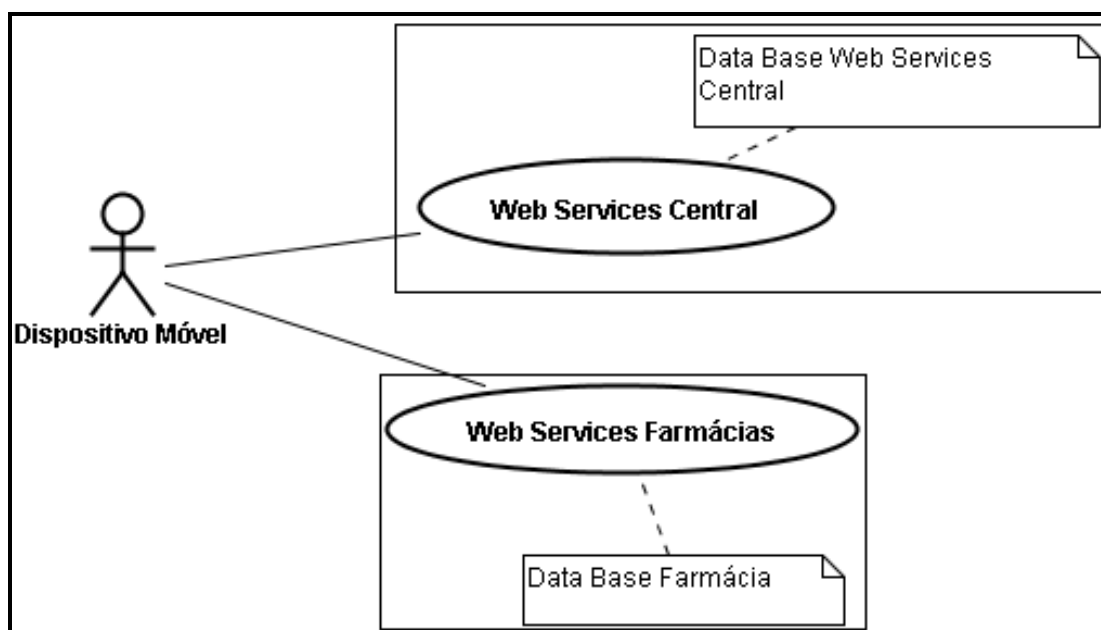 Data Base Web Services
Central
Web Services Central
Dispositivo Móvel
Web Services Farmácias
Data Base Farmácia